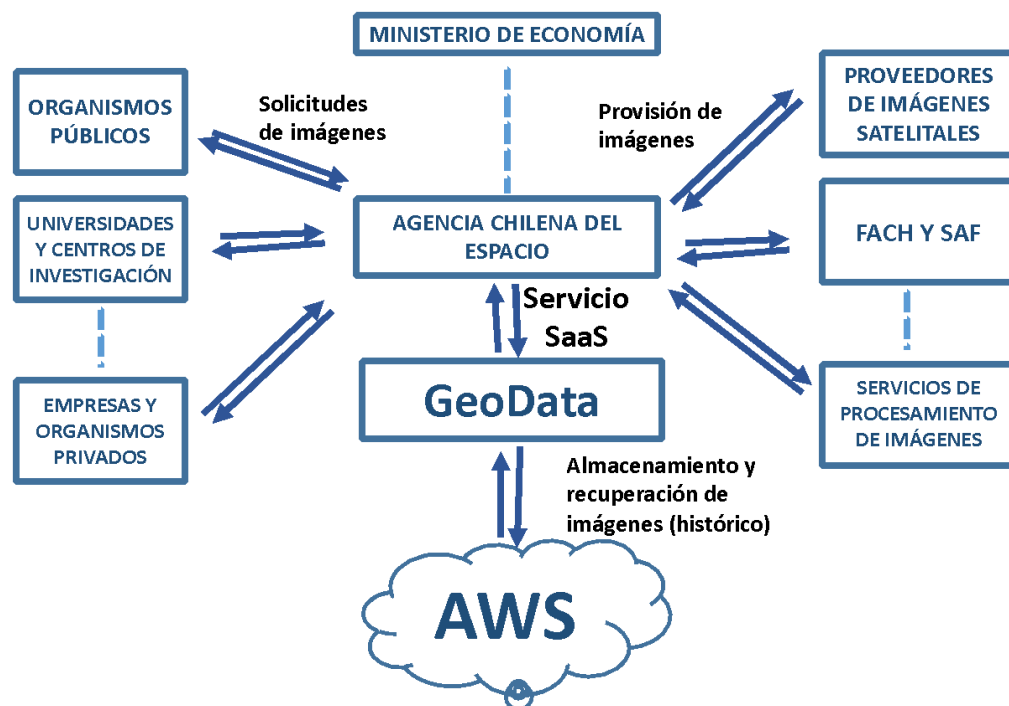 MINISTERIO DE ECONOMÍA
ORGANISMOS
PÚBLICOS
Solicitudes
de imágenes
Provisión de
imágenes
PROVEEDORES
DE IMÁGENES
SATELITALES
UNIVERSIDADES
Y CENTROS DE
INVESTIGACIÓN
AGENCIA CHILENA DEL
ESPACIO
FACH Y SAF
Servicio
SaaS
EMPRESAS Y
ORGANISMOS
PRIVADOS
GeoData
SERVICIOS DE
PROCESAMIENTO
DE IMÁGENES
Almacenamiento y
recuperación de
imágenes (histórico)
AWS